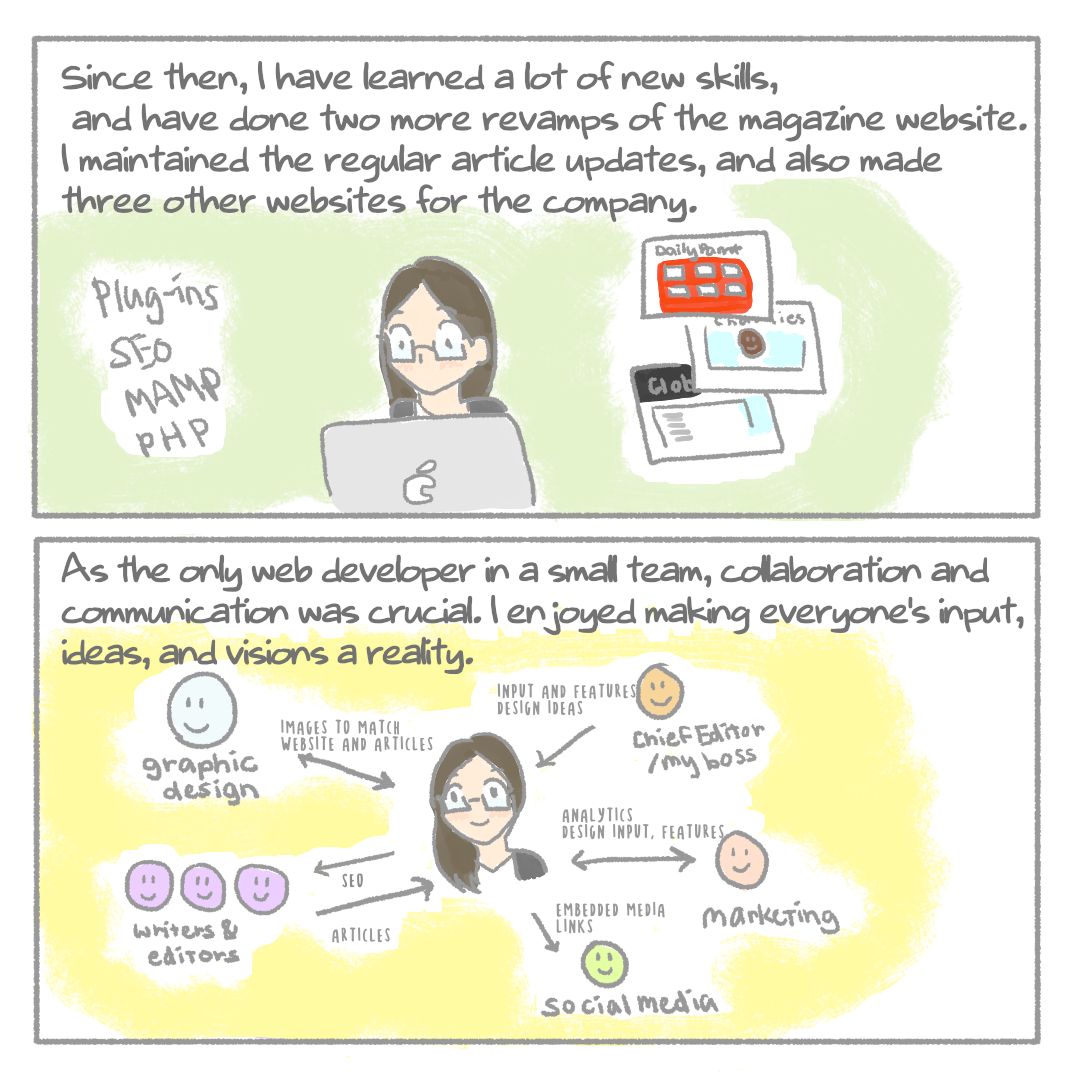 Since then, I have learned a lot of new skills,
and have done two more revamps of the magazine website.
I maintained the regular article updates, and also made
three other websites for the company.
Plug-ins
SEO
MAMP
PHP
Daily Parrot
Glob
As the only web developer in a small team, collaboration and
communication was crucial. I enjoyed making everyone's input,
ideas, and visions a reality.
graphic
design
IMAGES TO MATCH
WEBSITE AND ARTICLES
INPUT AND FEATURES
DESIGN IDEAS
Chief Editor
/my boss
ANALYTICS
DESIGN INPUT, FEATURES
marketing
SEO
ARTICLES
writers &
editors
EMBEDDED MEDIA
LINKS
social media